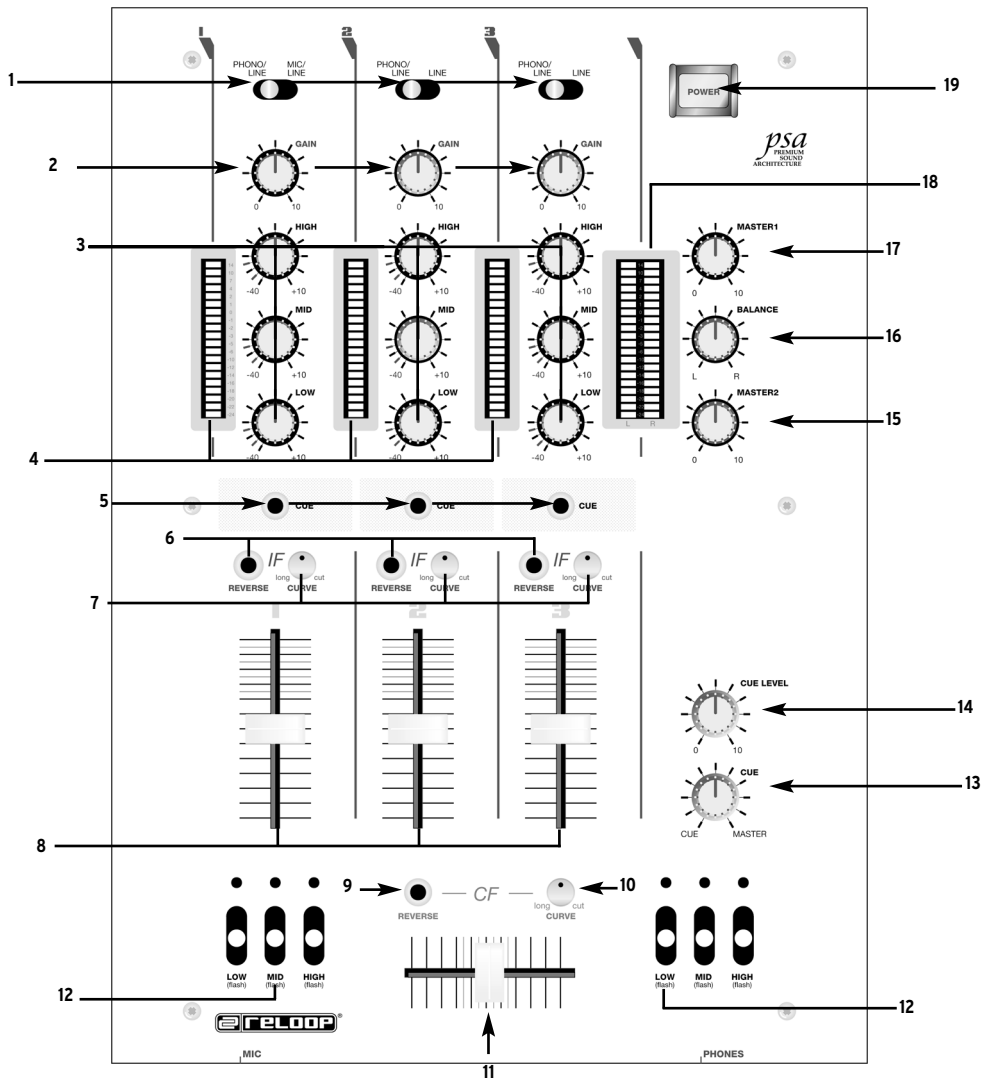 1 2 3
PHONO/ LINE MIC/ LINE
PHONO/ LINE LINE
PHONO/ LINE LINE
1
POWER
19
psa
PREMIUM
SOUND
ARCHITECTURE
2
GAIN GAIN GAIN
0 10 0 10 0 10
18
3
HIGH HIGH HIGH MASTER1
17
-40 +10 -40 +10 -40 +10 0 10
MID MID MID BALANCE
16
-40 +10 -40 +10 -40 +10 L R
LOW LOW LOW MASTER2
15
L R
-40 +10 -40 +10 -40 +10 0 10
4
5
CUE CUE CUE
6
IF IF IF
long cut long cut long cut
REVERSE CURVE REVERSE CURVE REVERSE CURVE
7
1 2 3
CUE LEVEL
14
0 10
CUE
13
CUE MASTER
8
9
CF
10
long cut
REVERSE CURVE
LOW MID HIGH
(flash) (flash) (flash)
LOW MID HIGH
(flash) (flash) (flash)
12
12
RELOOP®
MIC
PHONES
11